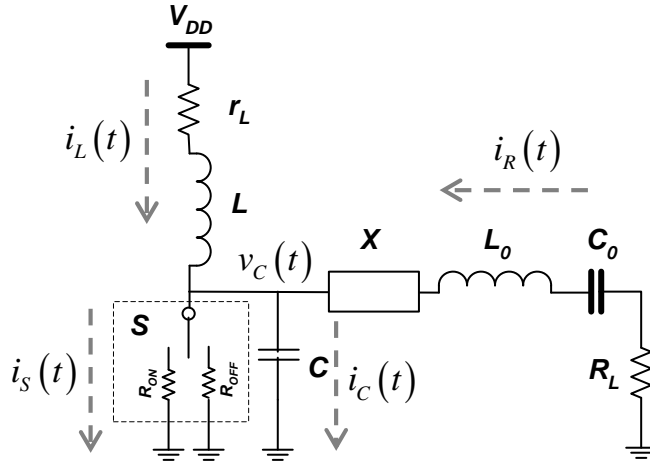 V_DD
r_L
i_L(t)
i_R(t)
L
X
L_0
C_0
v_C(t)
S
C
R_L
i_S(t)
R_ON
R_OFF
i_C(t)